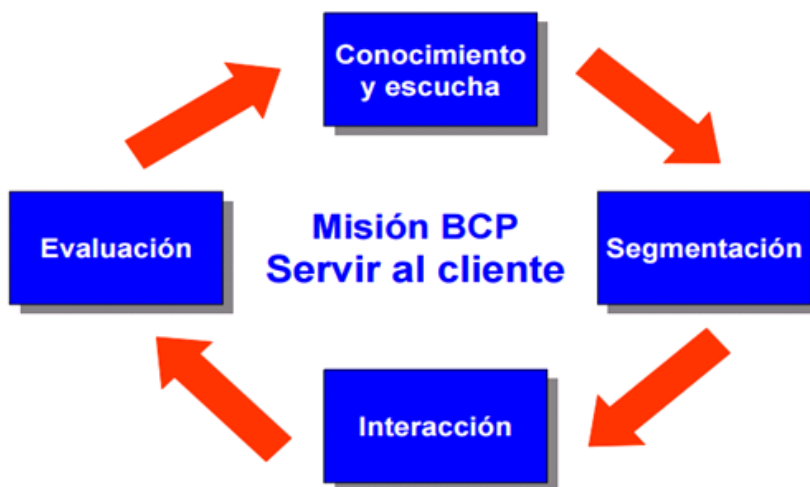 Conocimiento
y escucha
Evaluación
Misión BCP
Servir al cliente
Segmentación
Interacción